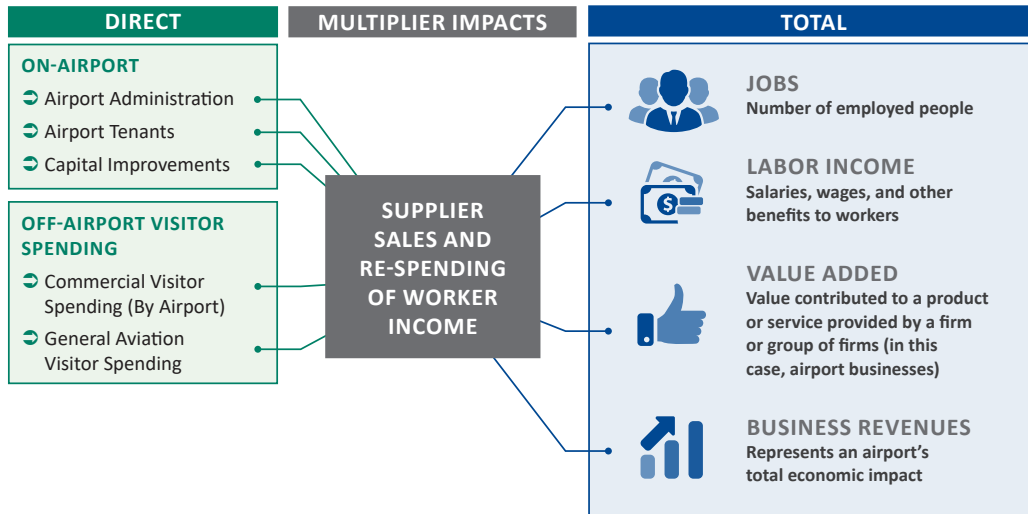 DIRECT
MULTIPLIER IMPACTS
TOTAL
ON-AIRPORT
Airport Administration
Airport Tenants
Capital Improvements
OFF-AIRPORT VISITOR
SPENDING
Commercial Visitor
Spending (By Airport)
General Aviation
Visitor Spending
SUPPLIER
SALES AND
RE-SPENDING
OF WORKER
INCOME
JOBS
Number of employed people
$
LABOR INCOME
Salaries, wages, and other
benefits to workers
VALUE ADDED
Value contributed to a product
or service provided by a firm
or group of firms (in this
case, airport businesses)
BUSINESS REVENUES
Represents an airport's
total economic impact